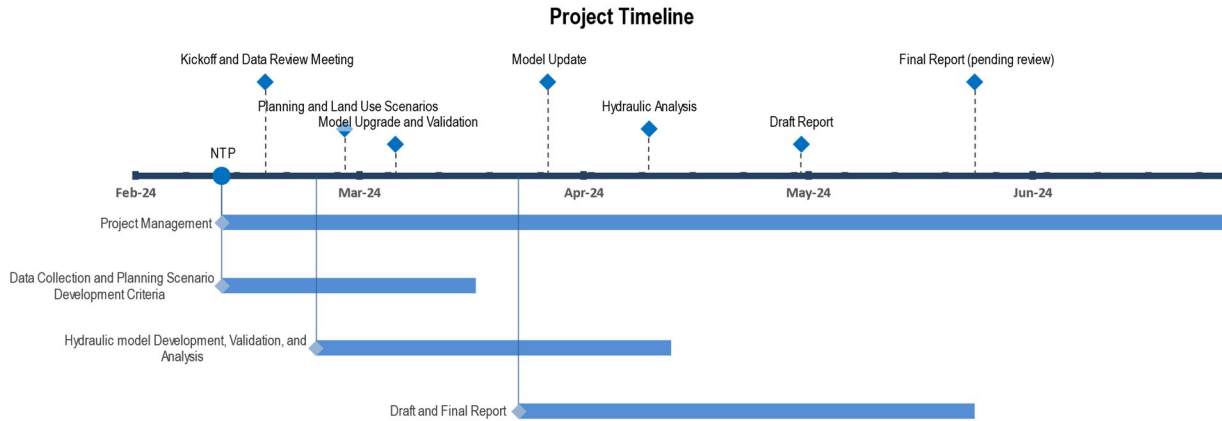 Project Timeline
Kickoff and Data Review Meeting
Model Update
Final Report (pending review)
Planning and Land Use Scenarios
Hydraulic Analysis
Model Upgrade and Validation
Draft Report
NTP
Feb-24
Mar-24
Apr-24
May-24
Jun-24
Project Management
Data Collection and Planning Scenario
Development Criteria
Hydraulic model Development, Validation, and
Analysis
Draft and Final Report